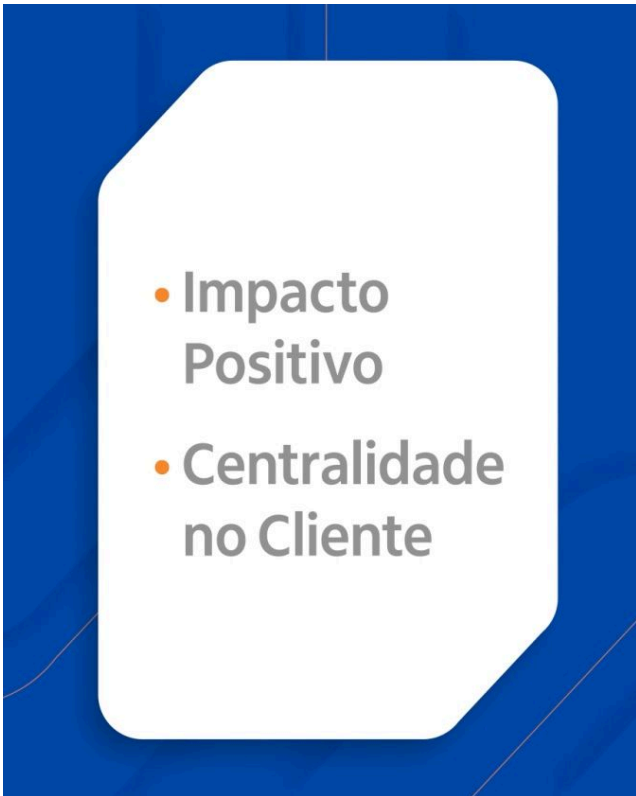 • Impacto
Positivo
• Centralidade
no Cliente